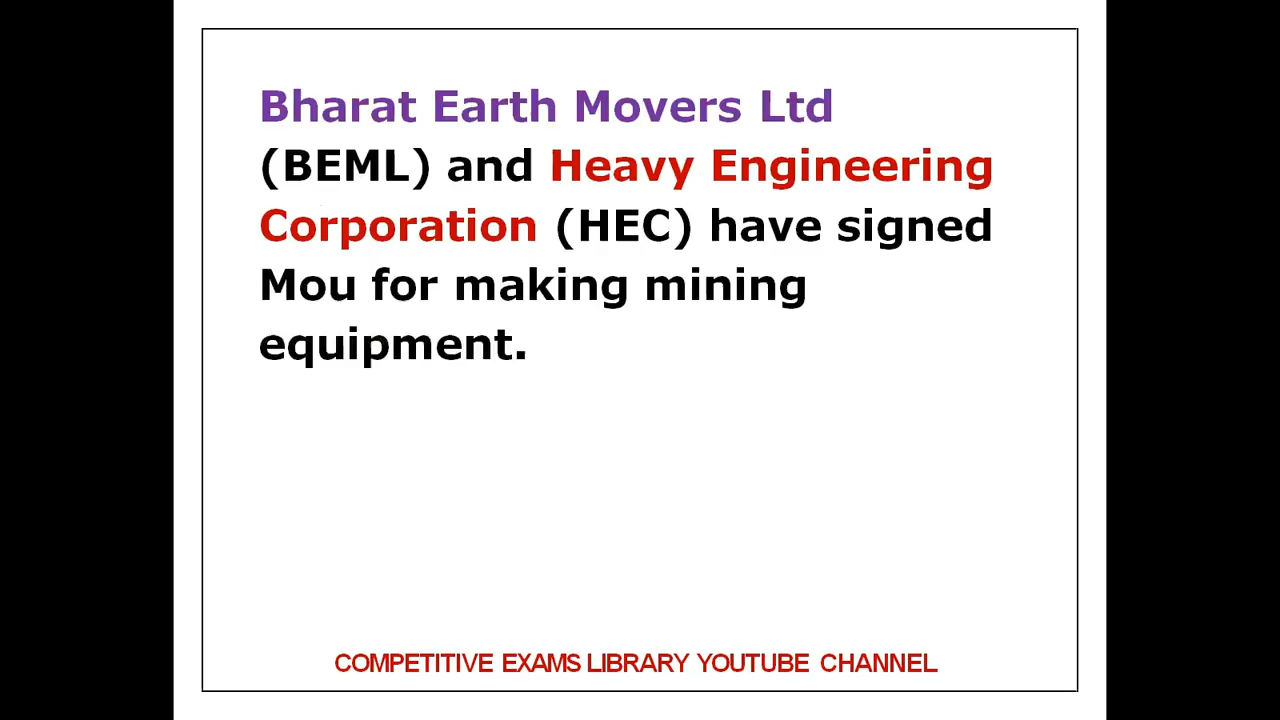 Bharat Earth Movers Ltd
(BEML) and Heavy Engineering
Corporation (HEC) have signed
Mou for making mining
equipment.
COMPETITIVE EXAMS LIBRARY YOUTUBE CHANNEL